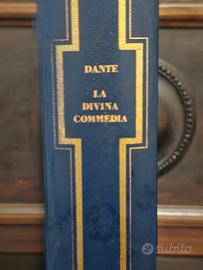 DANTE
LA
DIVINA
COMMEDIA
subito